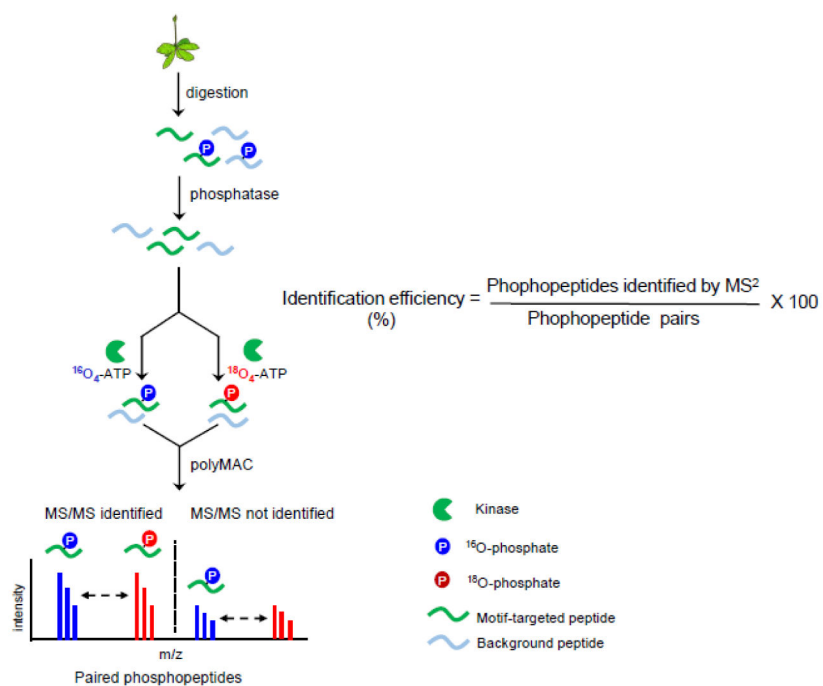 digestion
P
P
phosphatase
Identification efficiency = Phophopeptides identified by MS² X 100
(%) Phophopeptide pairs
¹⁶O₄-ATP ¹⁸O₄-ATP
P P
polyMAC
MS/MS identified MS/MS not identified
P P
P
intensity
m/z
Paired phosphopeptides
Kinase
P ¹⁶O-phosphate
P ¹⁸O-phosphate
Motif-targeted peptide
Background peptide